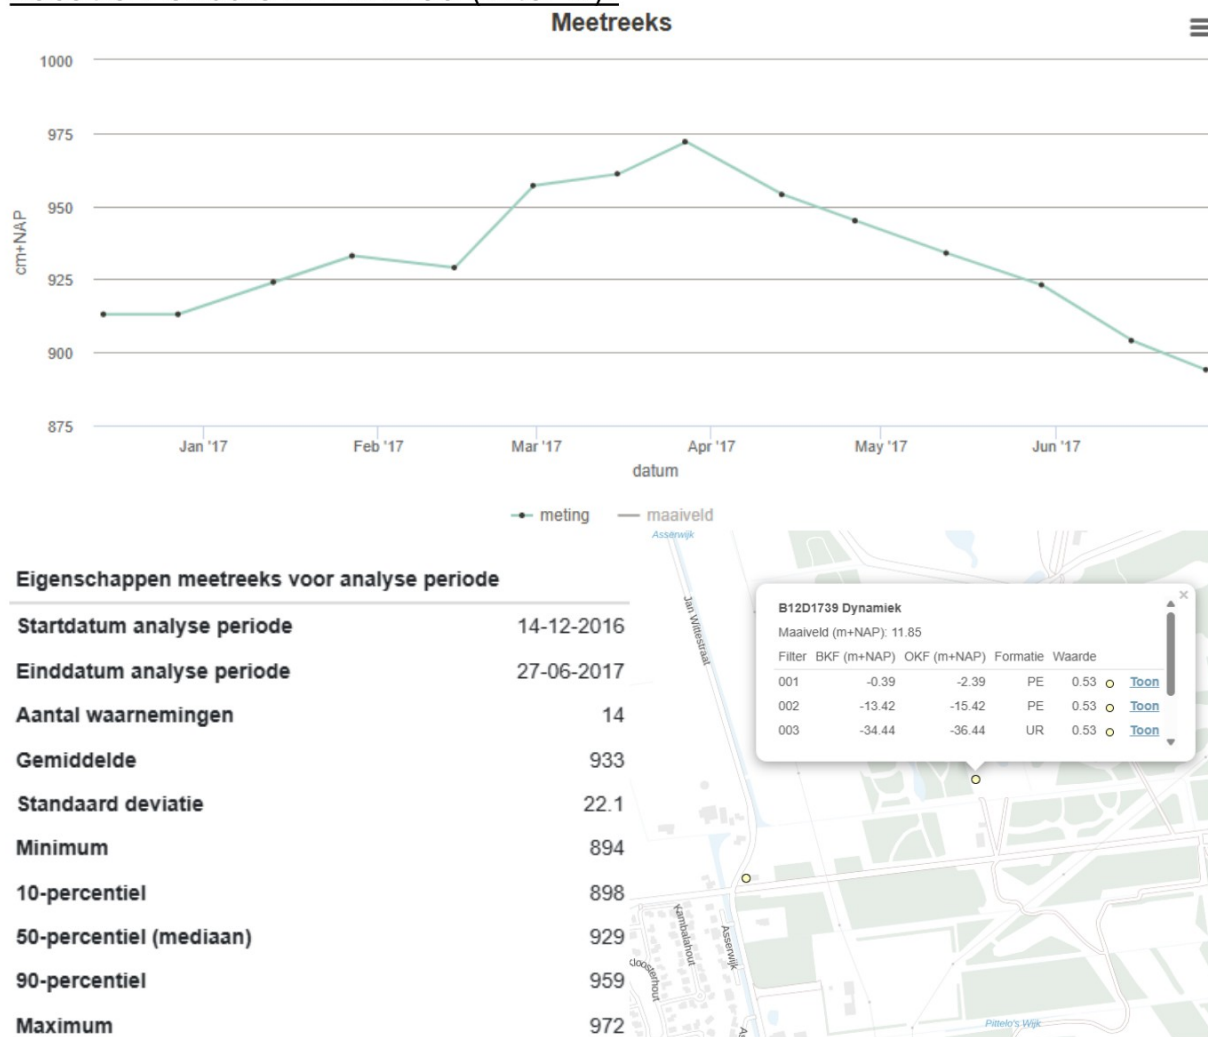 Meetreeks
1000
975
950
925
900
875
cm+NAP
Jan '17 Feb '17 Mar '17 Apr '17 May '17 Jun '17
datum
meting maaiveld
Eigenschappen meetreeks voor analyse periode
Startdatum analyse periode 14-12-2016
Einddatum analyse periode 27-06-2017
Aantal waarnemingen 14
Gemiddelde 933
Standaard deviatie 22.1
Minimum 894
10-percentiel 898
50-percentiel (mediaan) 929
90-percentiel 959
Maximum 972
Asserwijk
Jan Wittestraat
B12D1739 Dynamiek
×
Maaiveld (m+NAP): 11.85
Filter BKF (m+NAP) OKF (m+NAP) Formatie Waarde
001 -0.39 -2.39 PE 0.53 Toon
002 -13.42 -15.42 PE 0.53 Toon
003 -34.44 -36.44 UR 0.53 Toon
Kambalahout
Asserwijk
Pittelo's Wijk